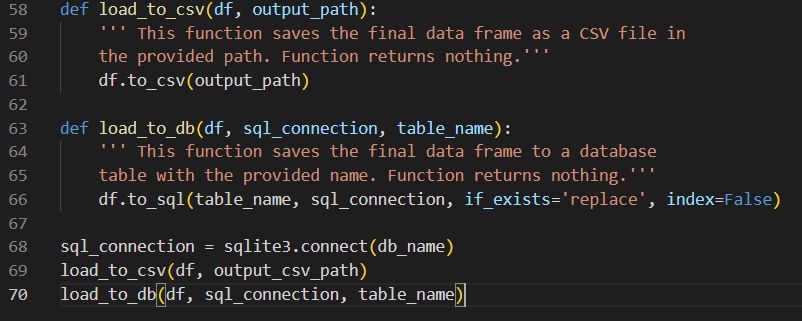 58 def load_to_csv(df, output_path):
59     ''' This function saves the final data frame as a CSV file in
60     the provided path. Function returns nothing.'''
61     df.to_csv(output_path)
62
63 def load_to_db(df, sql_connection, table_name):
64     ''' This function saves the final data frame to a database
65     table with the provided name. Function returns nothing.'''
66     df.to_sql(table_name, sql_connection, if_exists='replace', index=False)
67
68 sql_connection = sqlite3.connect(db_name)
69 load_to_csv(df, output_csv_path)
70 load_to_db(df, sql_connection, table_name)